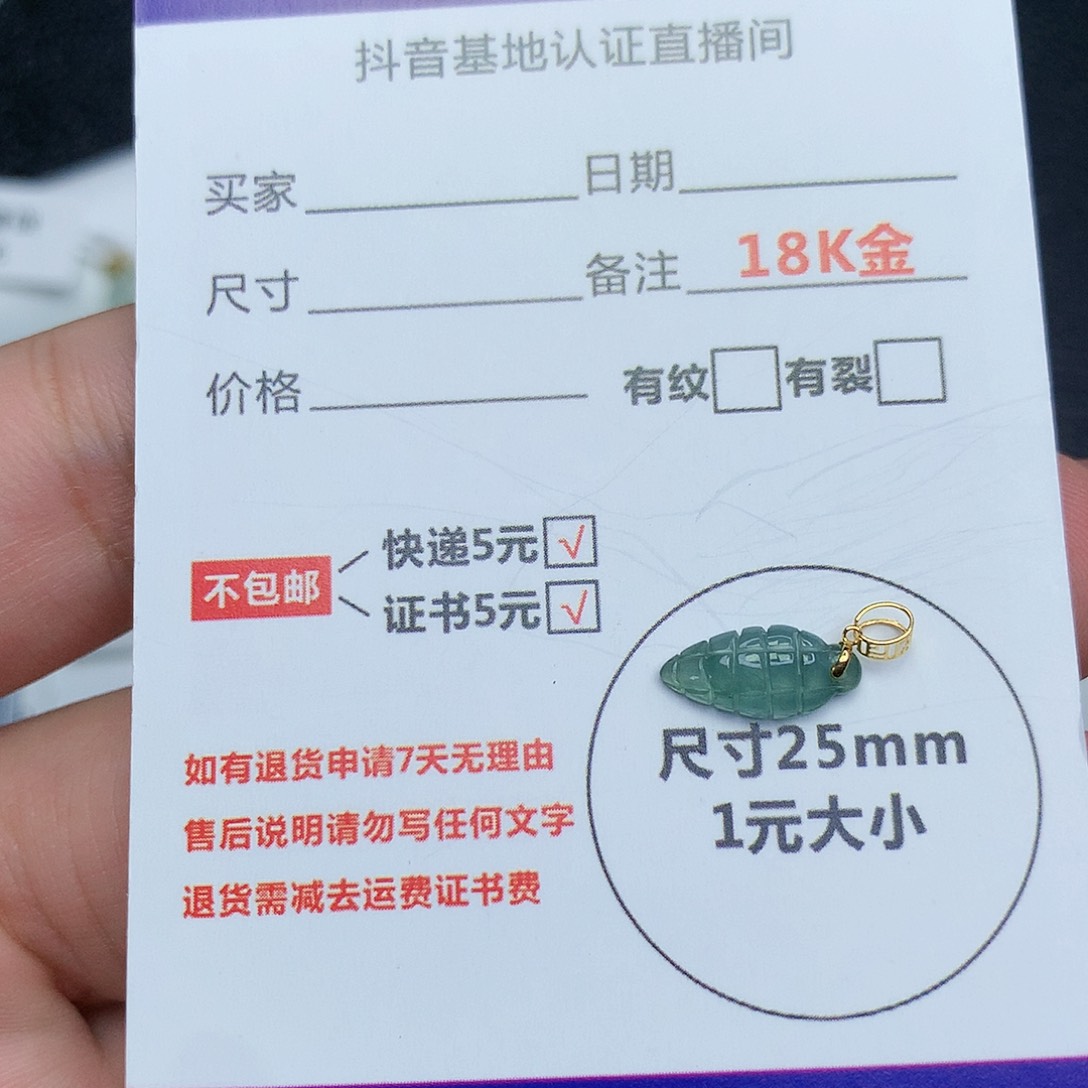 抖音基地认证直播间
买家 日期
尺寸 备注 18K金
价格 有纹 有裂
不包邮
快递5元 √
证书5元 √
如有退货申请7天无理由
售后说明请勿写任何文字
退货需减去运费证书费
尺寸25mm
1元大小